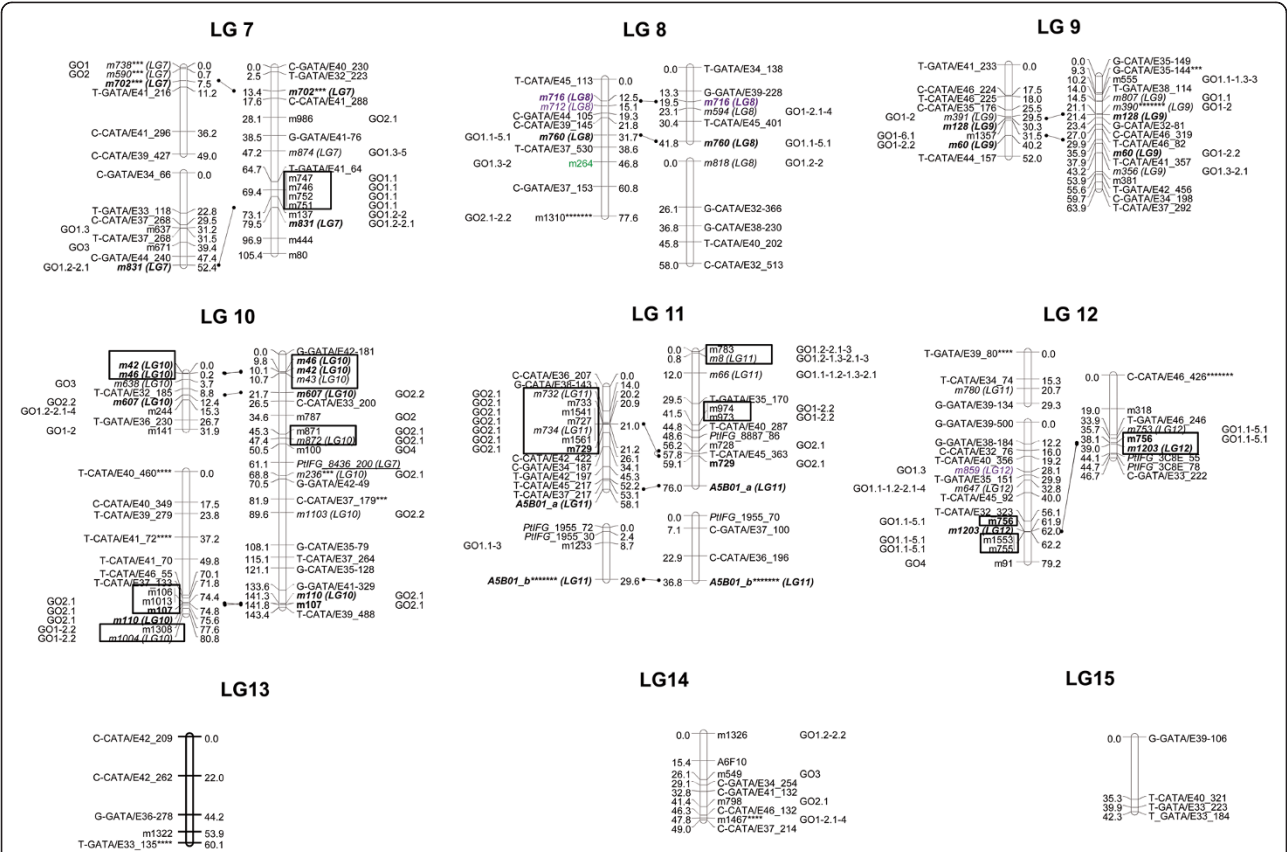 LG 7
GO1 m738*** (LG7) 0.0
GO2 m590*** (LG7) 0.7
m702*** (LG7) 7.5
T-GATA/E41_216 11.2
C-CATA/E41_296 36.2
C-CATA/E39_427 49.0
C-GATA/E34_66 0.0
T-GATA/E33_118 22.8
C-CATA/E37_268 29.5
GO1.3 m637 31.2
T-CATA/E37_268 31.5
GO3 m671 39.4
C-GATA/E44_240 47.4
GO1.2-2.1 m831 (LG7) 52.4
0.0 C-GATA/E40_230
2.5 T-GATA/E32_223
13.4 m702*** (LG7)
17.6 C-CATA/E41_288
28.1 m986 GO2.1
38.5 G-GATA/E41-76
47.2 m874 (LG7) GO1.3-5
64.7 T-GATA/E41_64
m747 GO1.1
m746 GO1.1
69.4 m752 GO1.1
m751 GO1.1
73.1 m137 GO1.2-2
79.5 m831 (LG7) GO1.2-2.1
96.9 m444
105.4 m80
LG 8
T-CATA/E45_113 0.0
m716 (LG8) 12.5
m712 (LG8) 15.1
C-GATA/E44_105 19.3
C-CATA/E39_145 21.8
GO1.1-5.1 m760 (LG8) 31.7
T-CATA/E37_530 38.6
GO1.3-2 m264 46.8
C-GATA/E37_153 60.8
GO2.1-2.2 m1310******* 77.6
0.0 T-GATA/E34_138
13.3 G-GATA/E39-228
19.5 m716 (LG8)
23.1 m594 (LG8) GO1-2.1-4
30.4 T-CATA/E45_401
41.8 m760 (LG8) GO1.1-5.1
0.0 m818 (LG8) GO1.2-2
26.1 G-CATA/E32-366
36.8 G-GATA/E38-230
45.8 T-CATA/E40_202
58.0 C-CATA/E32_513
LG 9
T-GATA/E41_233 0.0
C-CATA/E46_224 17.5
T-CATA/E46_225 18.0
C-CATA/E35_176 25.5
GO1-2 m391 (LG9) 29.5
m128 (LG9) 30.3
GO1-6.1 m1357 31.5
GO1-2.2 m60 (LG9) 40.2
T-CATA/E44_157 52.0
0.0 G-CATA/E35-149
9.3 G-CATA/E35-144***
10.2 m555 GO1.1-3-3
14.0 T-GATA/E38_114
14.5 m807 (LG9) GO1.1
21.1 m390******* (LG9) GO1-2
21.4 m128 (LG9)
23.4 G-CATA/E32-81
27.0 C-CATA/E46_319
29.9 T-CATA/E46_82
35.9 m60 (LG9) GO1-2.2
37.9 T-CATA/E41_357
43.2 m356 (LG9) GO1.3-2.1
53.9 m381
55.6 T-GATA/E42_456
59.7 C-GATA/E34_198
63.9 T-CATA/E37_292
LG 10
m42 (LG10) 0.0
m46 (LG10) 0.2
GO3 m638 (LG10) 3.7
T-CATA/E32_185 8.8
GO2.2 m607 (LG10) 12.4
GO1.2-2.1-4 m244 15.3
T-GATA/E36_230 26.7
GO1-2 m141 31.9
T-CATA/E40_460**** 0.0
C-CATA/E40_349 17.5
T-CATA/E39_279 23.8
T-CATA/E41_72**** 37.2
T-CATA/E41_70 49.8
T-CATA/E46_55 70.1
T-CATA/E37_133 71.8
m106 74.4
GO2.1 m1013
GO2.1 m107 74.8
GO2.1 m110 (LG10) 75.6
GO1-2.2 m1308 77.6
GO1-2.2 m1004 (LG10) 80.8
0.0 G-GATA/E42-181
9.8 m46 (LG10)
10.1 m42 (LG10)
10.7 m43 (LG10)
21.7 m607 (LG10) GO2.2
26.5 C-CATA/E33_200
34.6 m787 GO2
45.3 m871 GO2.1
47.4 m872 (LG10) GO2.1
50.5 m100 GO4
61.1 PtIFG_8436_200 (LG7)
68.8 m236*** (LG10) GO2.1
70.5 G-GATA/E42-49
81.9 C-CATA/E37_179***
89.6 m1103 (LG10) GO2.2
108.1 G-CATA/E35-79
115.1 T-CATA/E37_264
121.1 G-CATA/E35-128
133.6 G-GATA/E41-329
141.3 m110 (LG10) GO2.1
141.8 m107 GO2.1
143.4 T-CATA/E39_488
LG 11
C-CATA/E36_207 0.0
G-GATA/E38-143 14.0
GO2.1 m732 (LG11) 20.2
GO2.1 m733 20.9
GO2.1 m1541
GO2.1 m727 21.0
GO2.1 m734 (LG11)
GO2.1 m1561
GO2.1 m729 21.2
C-CATA/E42_422 26.1
C-GATA/E34_187 34.1
T-CATA/E42_197 45.3
T-CATA/E45_217 52.2
T-CATA/E37_217 53.1
A5B01_a (LG11) 58.1
PtIFG_1955_72 0.0
PtIFG_1955_30 2.4
GO1.1-3 m1233 8.7
A5B01_b******* (LG11) 29.6
0.0 m783 GO1.2-2.1-3
0.8 m8 (LG11) GO1.2-1.3-2.1-3
12.0 m66 (LG11) GO1.1-1.2-1.3-2.1
29.5 T-GATA/E35_170
41.5 m974 GO1-2.2
m973 GO1-2.2
44.8 T-CATA/E40_287
48.6 PtIFG_8887_86
56.2 m728 GO2.1
57.8 T-CATA/E45_363
59.1 m729 GO2.1
76.0 A5B01_a (LG11)
0.0 PtIFG_1955_70
7.1 C-GATA/E37_100
22.9 C-CATA/E36_196
36.8 A5B01_b******* (LG11)
LG 12
T-GATA/E39_80**** 0.0
T-CATA/E34_74 15.3
m780 (LG11) 20.7
G-GATA/E39-134 29.3
G-GATA/E39-500 0.0
G-GATA/E38-184 12.2
C-CATA/E32_76 16.0
T-CATA/E40_356 19.2
GO1.3 m859 (LG12) 28.1
T-GATA/E35_151 29.9
GO1.1-1.2-2.1-4 m647 (LG12) 32.8
T-CATA/E45_92 40.0
T-CATA/E32_323 56.1
GO1.1-5.1 m756 61.9
m1203 (LG12) 62.0
GO1.1-5.1 m1553 62.2
GO1.1-5.1 m755
GO4 m91 79.2
0.0 C-CATA/E46_426*******
19.0 m318
33.9 T-CATA/E46_246
35.7 m753 (LG12) GO1.1-5.1
38.1 m756 GO1.1-5.1
39.0 m1203 (LG12)
44.1 PtIFG_3C8E_55
44.7 PtIFG_3C8E_78
46.7 C-GATA/E33_222
LG13
C-CATA/E42_209 0.0
C-CATA/E42_262 22.0
G-GATA/E36-278 44.2
m1322 53.9
T-GATA/E33_135**** 60.1
LG14
0.0 m1326 GO1.2-2.2
15.4 A6F10
26.1 m549 GO3
29.1 C-GATA/E34_254
32.8 C-GATA/E41_132
41.4 m798 GO2.1
46.3 C-CATA/E46_132
47.8 m1467**** GO1-2.1-4
49.0 C-CATA/E37_214
LG15
0.0 G-GATA/E39-106
35.3 T-CATA/E40_321
39.9 T-GATA/E33_223
42.3 T_GATA/E33_184